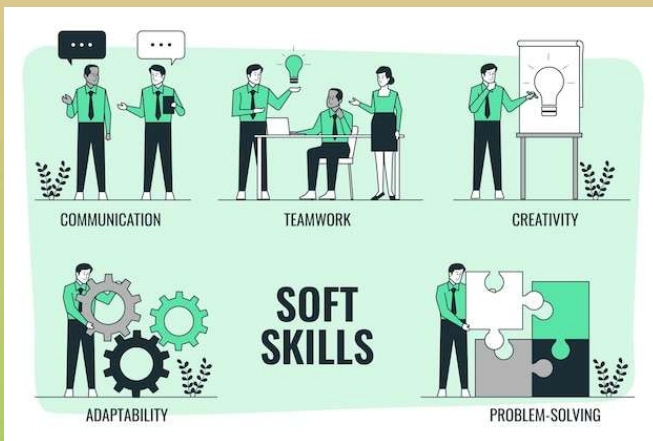 COMMUNICATION
TEAMWORK
CREATIVITY
SOFT
SKILLS
ADAPTABILITY
PROBLEM-SOLVING